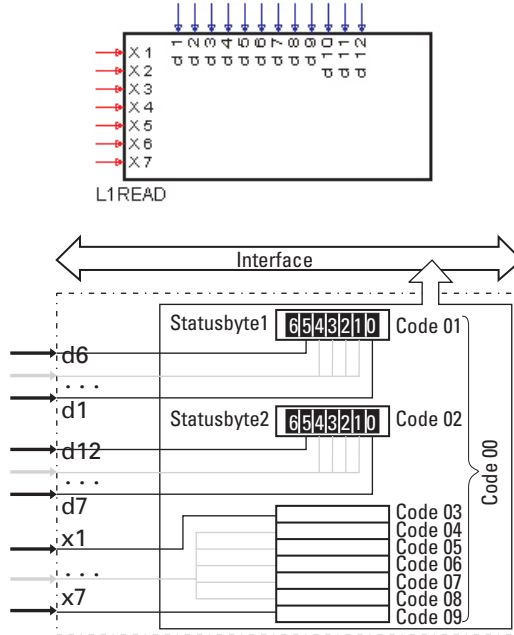 d1 d2 d3 d4 d5 d6 d7 d8 d9 d10 d11 d12
X1
X2
X3
X4
X5
X6
X7
L1READ
Interface
Statusbyte1 6543210 Code 01
d6
...
d1
Statusbyte2 6543210 Code 02
d12
...
d7
Code 00
x1
Code 03
Code 04
Code 05
...
Code 06
Code 07
x7
Code 08
Code 09